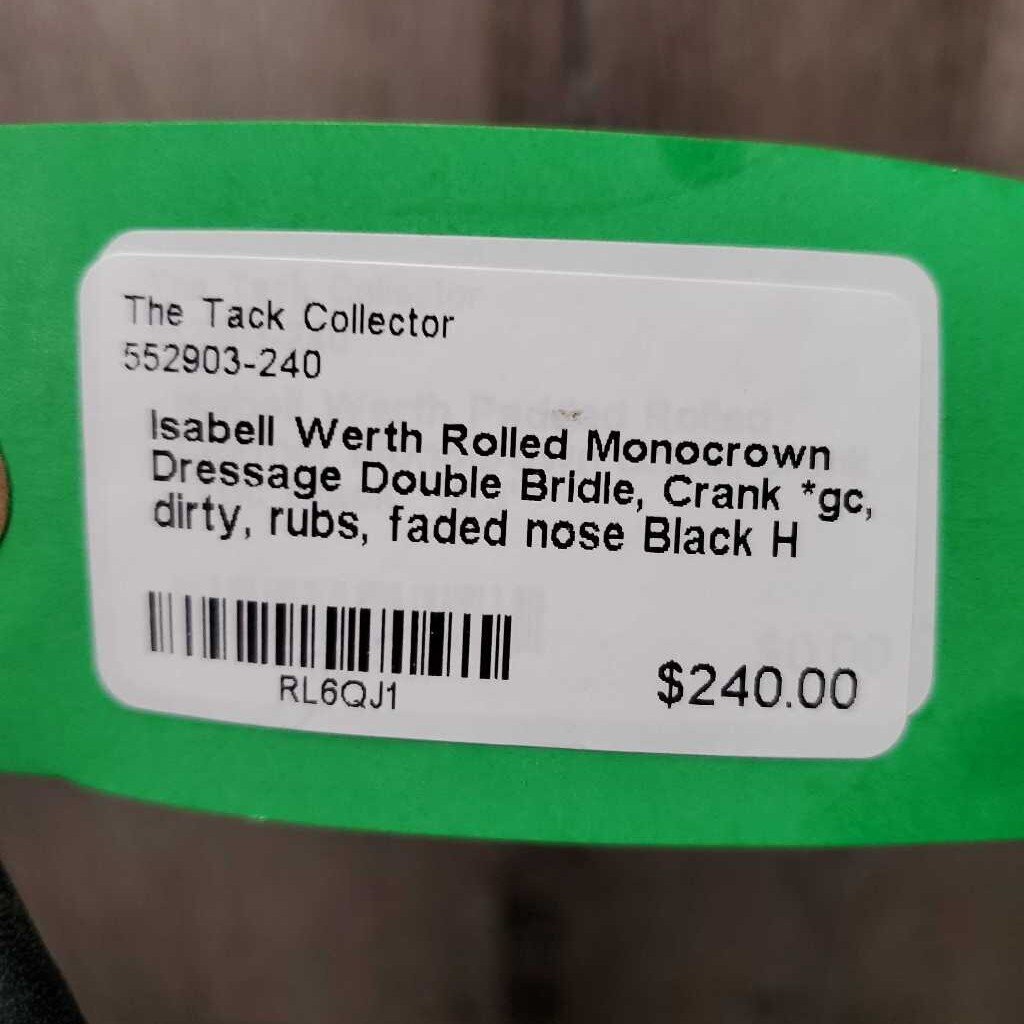 The Tack Collector
552903-240
Isabell Werth Rolled Monocrown
Dressage Double Bridle, Crank *gc,
dirty, rubs, faded nose Black H
RL6QJ1
$240.00